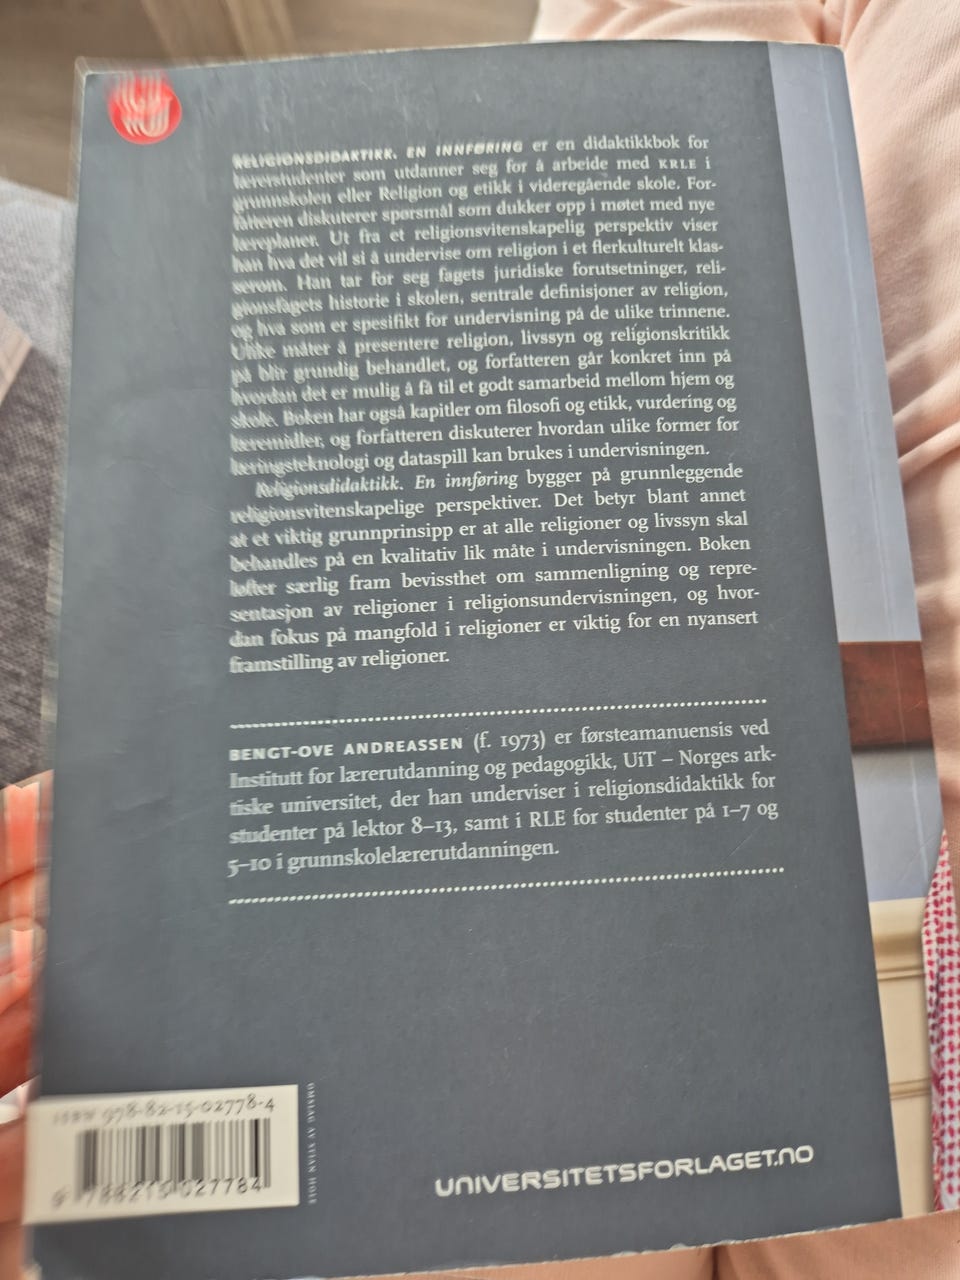 RELIGIONSDIDAKTIKK. EN INNFØRING er en didaktikkbok for
lærerstudenter som utdanner seg for å arbeide med KRLE i
grunnskolen eller Religion og etikk i videregående skole. For-
fatteren diskuterer spørsmål som dukker opp i møtet med nye
læreplaner. Ut fra et religionsvitenskapelig perspektiv viser
han hva det vil si å undervise om religion i et flerkulturelt klas-
serom. Han tar for seg fagets juridiske forutsetninger, reli-
gionsfagets historie i skolen, sentrale definisjoner av religion,
og hva som er spesifikt for undervisning på de ulike trinnene.
Ulike måter å presentere religion, livssyn og religionskritikk
på blir grundig behandlet, og forfatteren går konkret inn på
hvordan det er mulig å få til et godt samarbeid mellom hjem og
skole. Boken har også kapitler om filosofi og etikk, vurdering og
læremidler, og forfatteren diskuterer hvordan ulike former for
læringsteknologi og dataspill kan brukes i undervisningen.
Religionsdidaktikk. En innføring bygger på grunnleggende
religionsvitenskapelige perspektiver. Det betyr blant annet
at et viktig grunnprinsipp er at alle religioner og livssyn skal
behandles på en kvalitativ lik måte i undervisningen. Boken
løfter særlig fram bevissthet om sammenligning og repre-
sentasjon av religioner i religionsundervisningen, og hvor-
dan fokus på mangfold i religioner er viktig for en nyansert
framstilling av religioner.
BENGT-OVE ANDREASSEN (f. 1973) er førsteamanuensis ved
Institutt for lærerutdanning og pedagogikk, UiT – Norges ark-
tiske universitet, der han underviser i religionsdidaktikk for
studenter på lektor 8–13, samt i RLE for studenter på 1–7 og
5–10 i grunnskolelærerutdanningen.
ISBN 978-82-15-02778-4
9 788215 027784
OMSLAG AV STIAN HOLE
UNIVERSITETSFORLAGET.NO